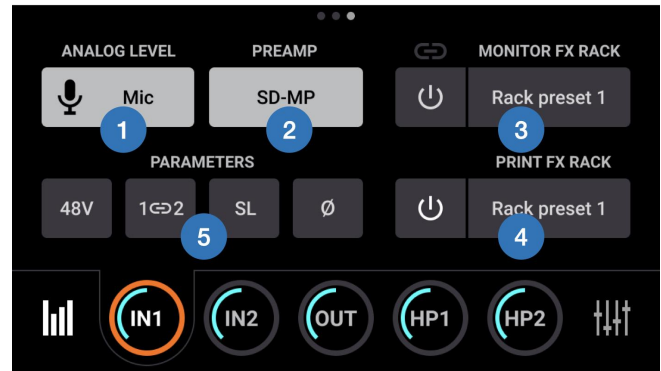 ANALOG LEVEL PREAMP MONITOR FX RACK
Mic SD-MP Rack preset 1
1 2 3
PARAMETERS PRINT FX RACK
48V 1 2 SL Ø Rack preset 1
5 4
IN1 IN2 OUT HP1 HP2